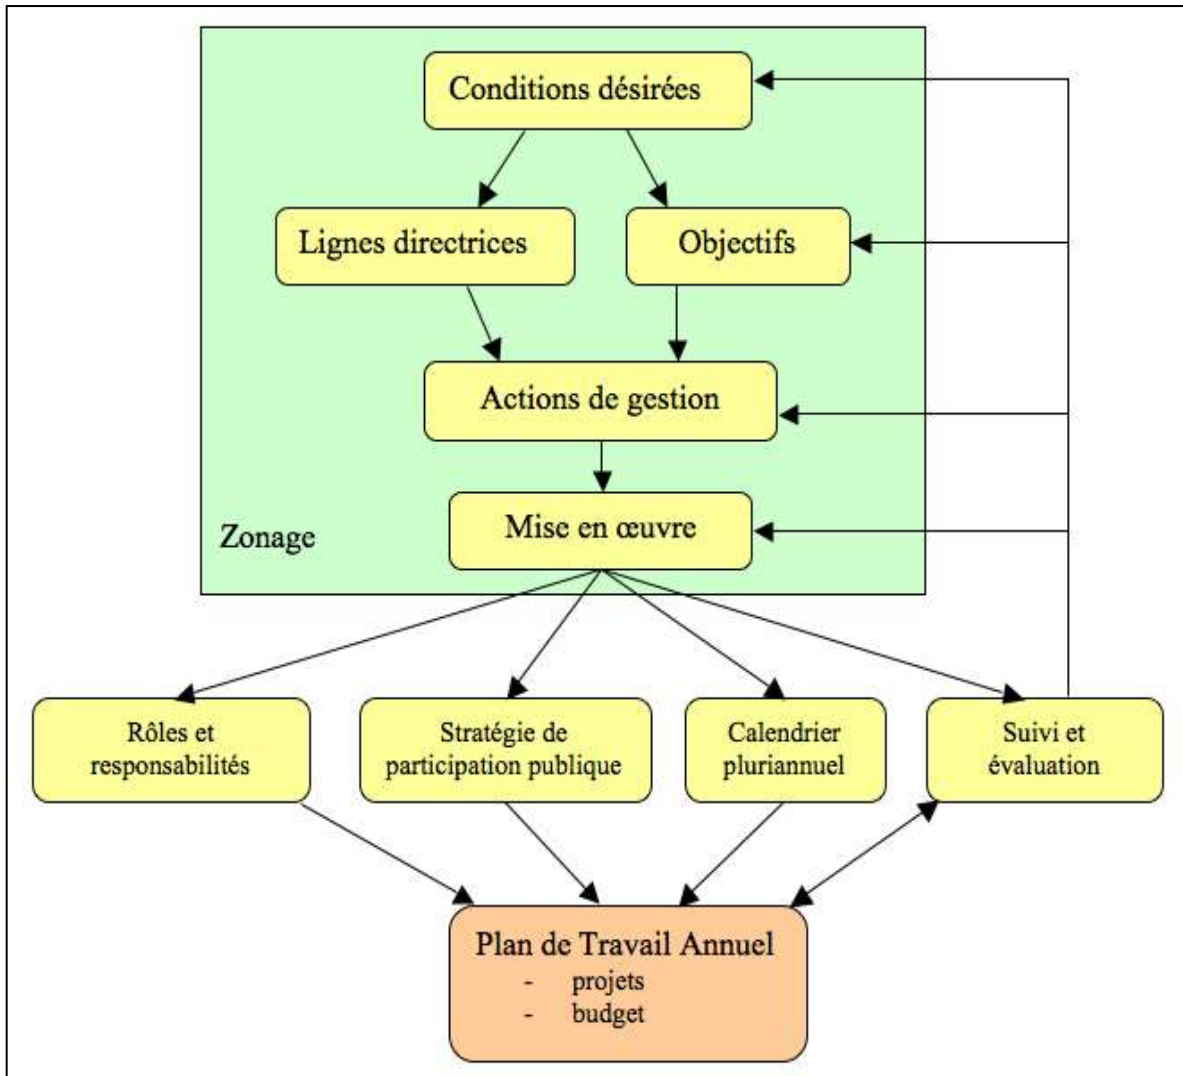 Conditions désirées
Lignes directrices
Objectifs
Actions de gestion
Mise en œuvre
Zonage
Rôles et
responsabilités
Stratégie de
participation publique
Calendrier
pluriannuel
Suivi et
évaluation
Plan de Travail Annuel
- projets
- budget